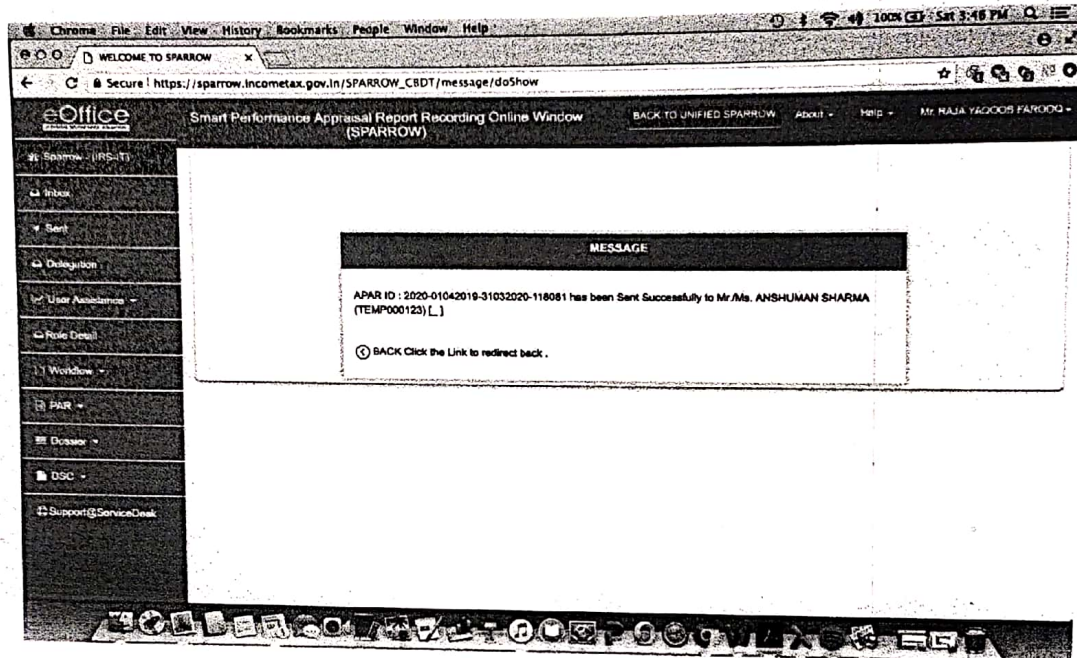 Chrome File Edit View History Bookmarks People Window Help
100% Sat 3:46 PM
WELCOME TO SPARROW x
Secure https://sparrow.incometax.gov.in/SPARROW_CBDT/message/doShow
eOffice
Smart Performance Appraisal Report Recording Online Window
(SPARROW)
BACK TO UNIFIED SPARROW About Help Mr. RAJA YAQOOB FAROOQ
Sparrow - (IRS-IT)
Inbox
Sent
Delegation
User Assistance
Role Detail
Workflow
PAR
Dossier
DSC
Support@ServiceDesk
MESSAGE
APAR ID : 2020-01042019-31032020-118081 has been Sent Successfully to Mr./Ms. ANSHUMAN SHARMA
(TEMP000123) [_ ]
BACK Click the Link to redirect back .